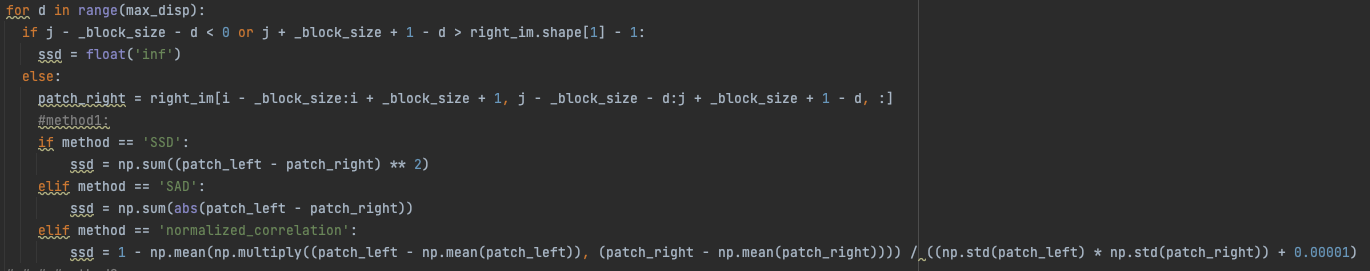 for d in range(max_disp):
if j - _block_size - d < 0 or j + _block_size + 1 - d > right_im.shape[1] - 1:
ssd = float('inf')
else:
patch_right = right_im[i - _block_size:i + _block_size + 1, j - _block_size - d:j + _block_size + 1 - d, :]
#method1:
if method == 'SSD':
ssd = np.sum((patch_left - patch_right) ** 2)
elif method == 'SAD':
ssd = np.sum(abs(patch_left - patch_right))
elif method == 'normalized_correlation':
ssd = 1 - np.mean(np.multiply((patch_left - np.mean(patch_left)), (patch_right - np.mean(patch_right)))) / ((np.std(patch_left) * np.std(patch_right)) + 0.00001)